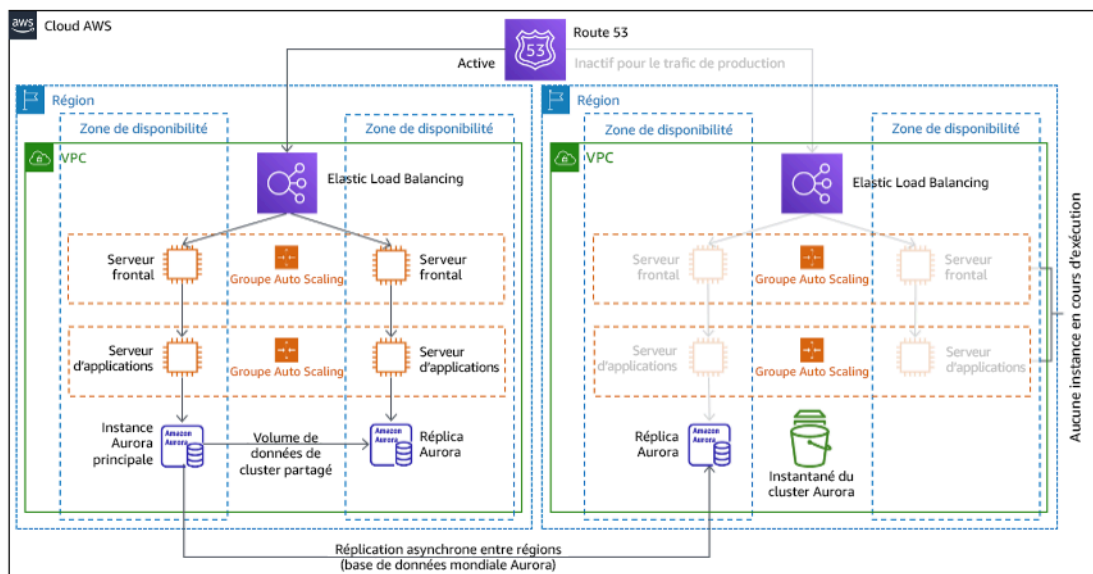 aws
Cloud AWS
Route 53
53
Active
Inactif pour le trafic de production
Région
Zone de disponibilité
Zone de disponibilité
VPC
Elastic Load Balancing
Serveur
frontal
Groupe Auto Scaling
Serveur
frontal
Serveur
d'applications
Groupe Auto Scaling
Serveur
d'applications
Instance
Aurora
principale
Amazon
Aurora
Volume de
données de
cluster partagé
Amazon
Aurora
Réplica
Aurora
Région
Zone de disponibilité
Zone de disponibilité
VPC
Elastic Load Balancing
Serveur
frontal
Groupe Auto Scaling
Serveur
frontal
Serveur
d'applications
Groupe Auto Scaling
Serveur
d'applications
Réplica
Aurora
Amazon
Aurora
Instantané du
cluster Aurora
Aucune instance en cours d'exécution
Réplication asynchrone entre régions
(base de données mondiale Aurora)